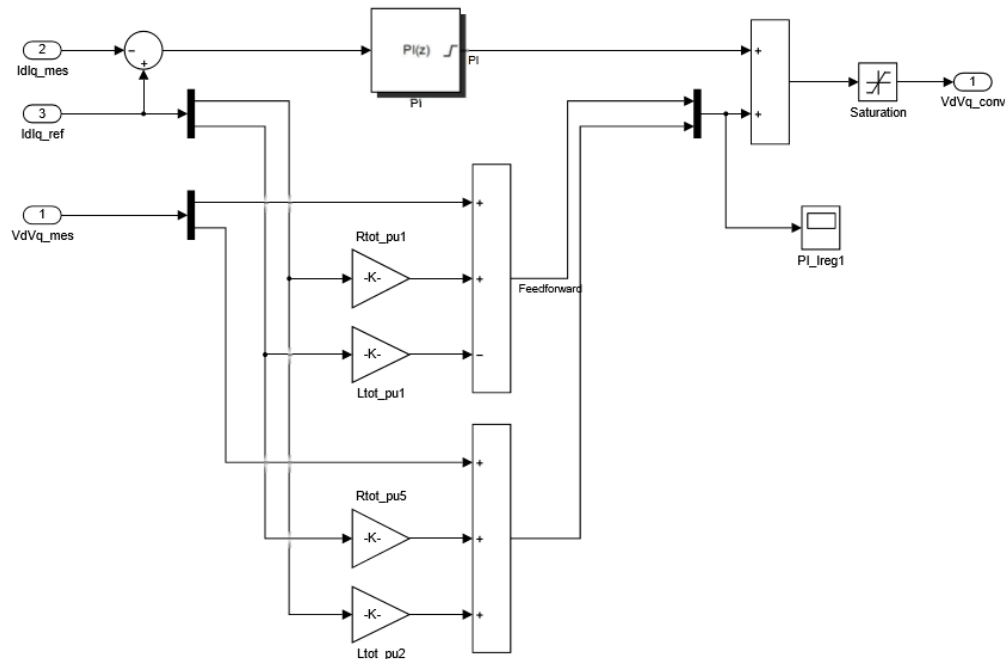 2
IdIq_mes
−
+
PI(z)
PI
PI
3
IdIq_ref
1
VdVq_mes
+
+
Saturation
1
VdVq_conv
PI_Ireg1
+
Rtot_pu1
-K-
+
Feedforward
-K-
−
Ltot_pu1
+
Rtot_pu5
-K-
+
-K-
+
Ltot_pu2